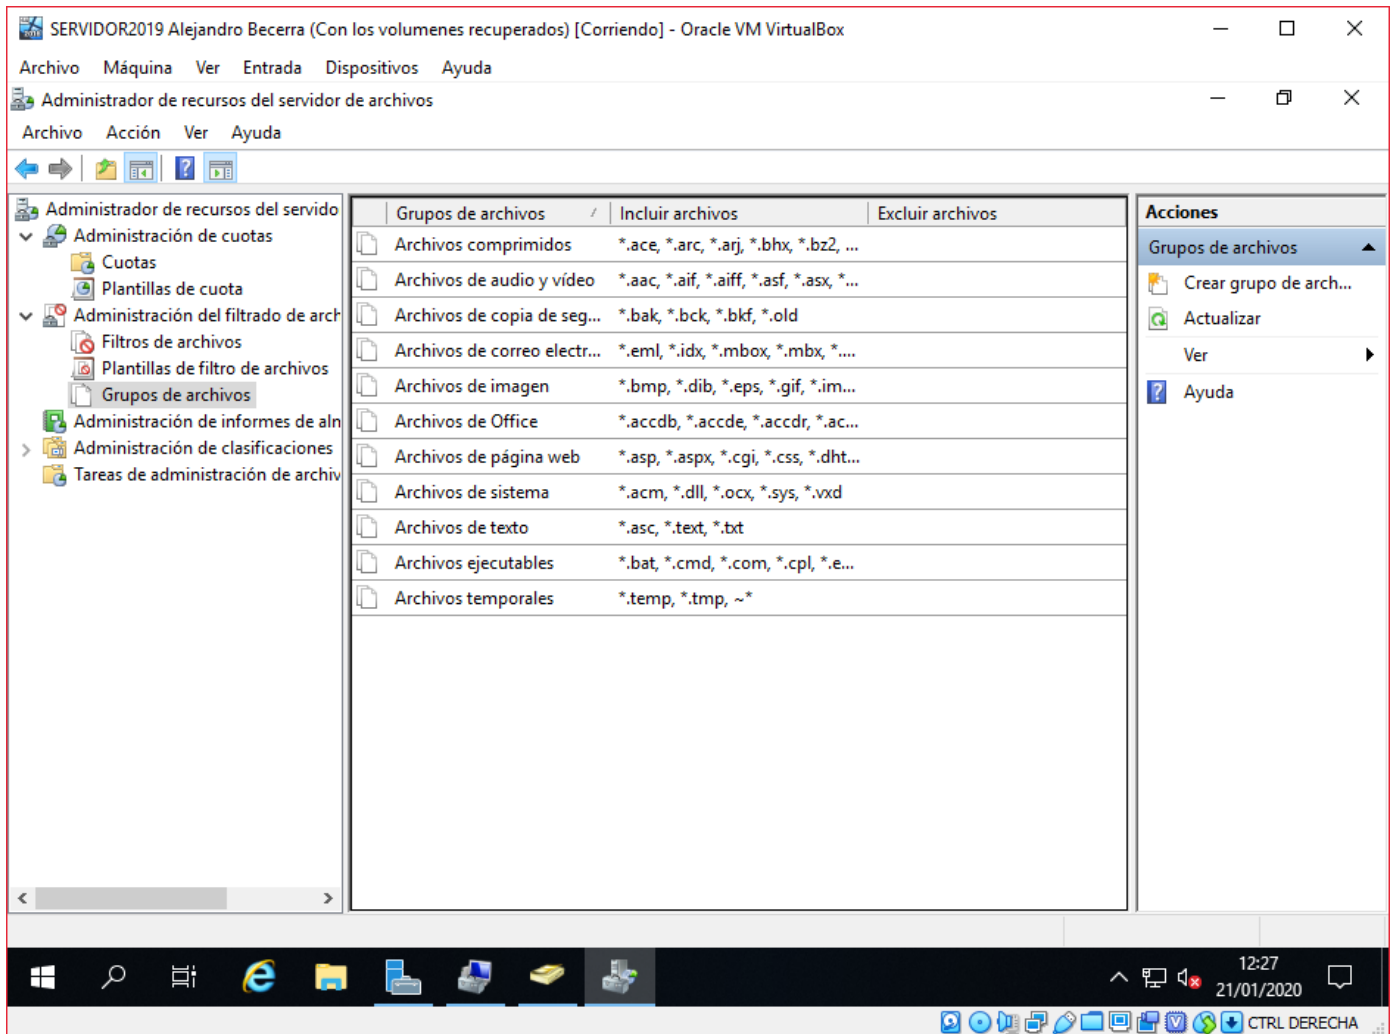 SERVIDOR2019 Alejandro Becerra (Con los volumenes recuperados) [Corriendo] - Oracle VM VirtualBox
Archivo Máquina Ver Entrada Dispositivos Ayuda
Administrador de recursos del servidor de archivos
Archivo Acción Ver Ayuda
Administrador de recursos del servido
Administración de cuotas
Cuotas
Plantillas de cuota
Administración del filtrado de arch
Filtros de archivos
Plantillas de filtro de archivos
Grupos de archivos
Administración de informes de aln
Administración de clasificaciones
Tareas de administración de archiv
Grupos de archivos Incluir archivos Excluir archivos
Archivos comprimidos *.ace, *.arc, *.arj, *.bhx, *.bz2, ...
Archivos de audio y vídeo *.aac, *.aif, *.aiff, *.asf, *.asx, *...
Archivos de copia de seg... *.bak, *.bck, *.bkf, *.old
Archivos de correo electr... *.eml, *.idx, *.mbox, *.mbx, *....
Archivos de imagen *.bmp, *.dib, *.eps, *.gif, *.im...
Archivos de Office *.accdb, *.accde, *.accdr, *.ac...
Archivos de página web *.asp, *.aspx, *.cgi, *.css, *.dht...
Archivos de sistema *.acm, *.dll, *.ocx, *.sys, *.vxd
Archivos de texto *.asc, *.text, *.txt
Archivos ejecutables *.bat, *.cmd, *.com, *.cpl, *.e...
Archivos temporales *.temp, *.tmp, ~*
Acciones
Grupos de archivos
Crear grupo de arch...
Actualizar
Ver
Ayuda
12:27
21/01/2020
CTRL DERECHA